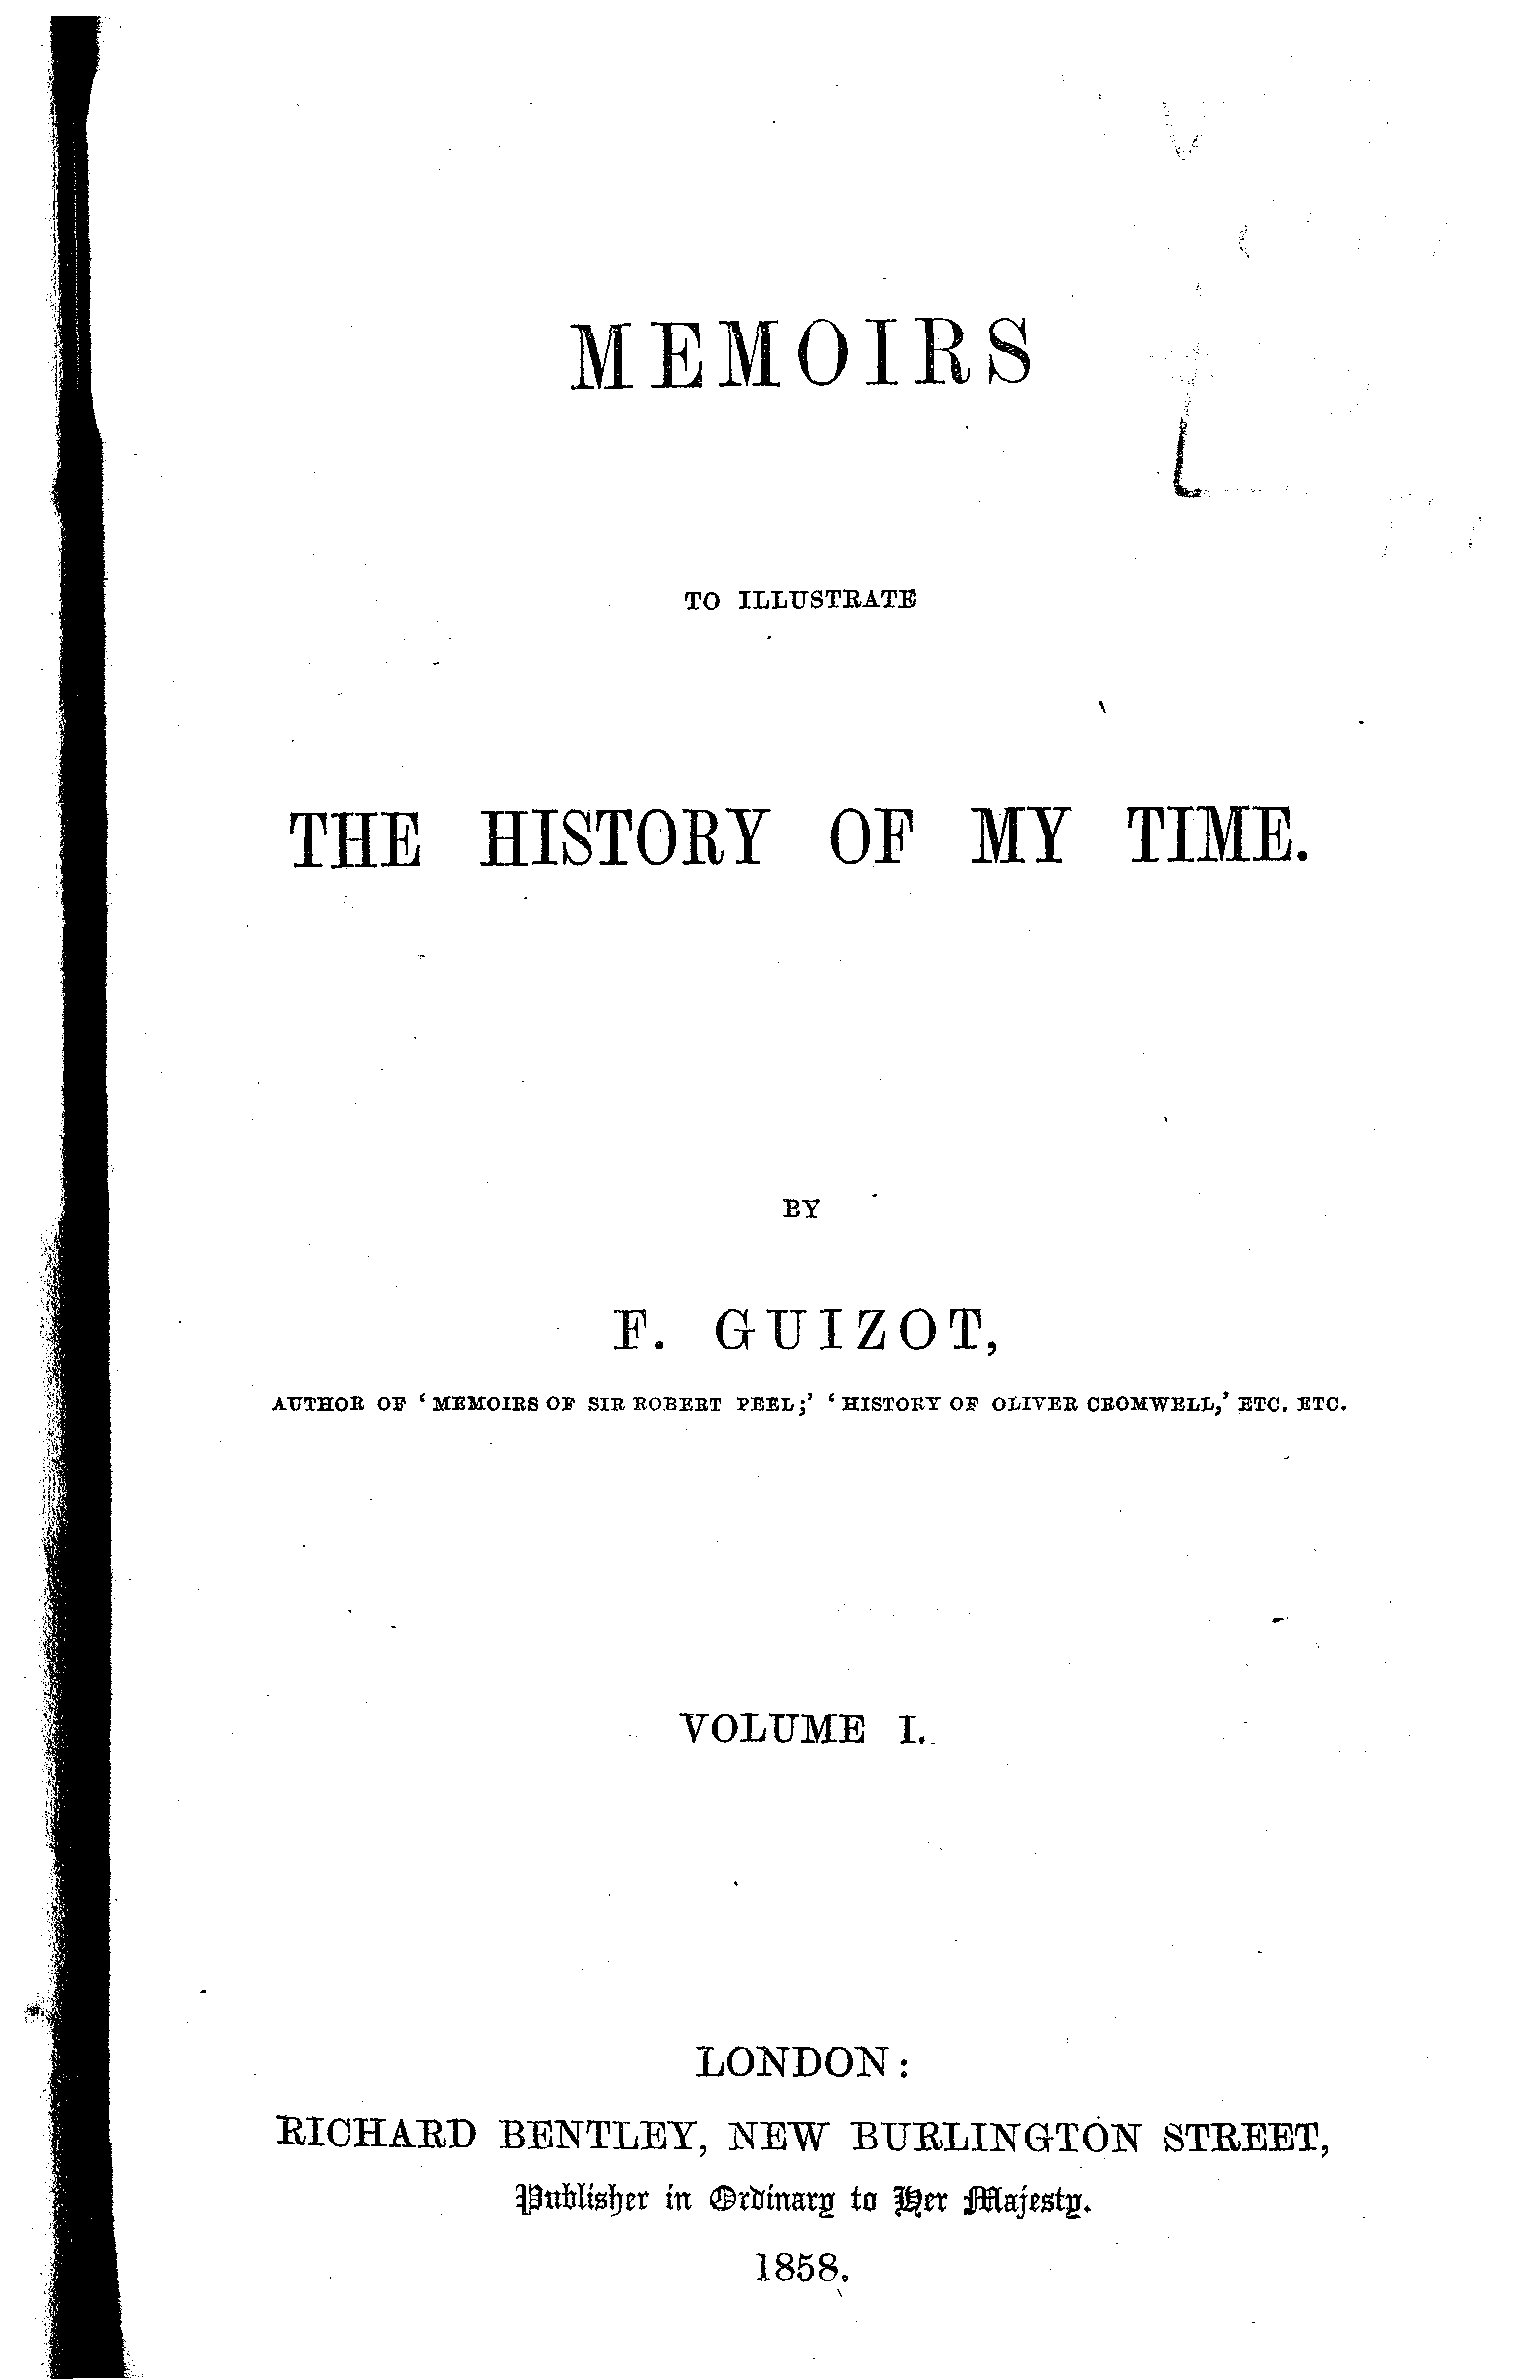 MEMOIRS
TO ILLUSTRATE
THE HISTORY OF MY TIME.
BY
F. GUIZOT,
AUTHOR OF ‘MEMOIRS OF SIR ROBERT PEEL;’ ‘HISTORY OF OLIVER CROMWELL,’ ETC. ETC.
VOLUME I.
LONDON:
RICHARD BENTLEY, NEW BURLINGTON STREET,
Publisher in Ordinary to Her Majesty.
1858.